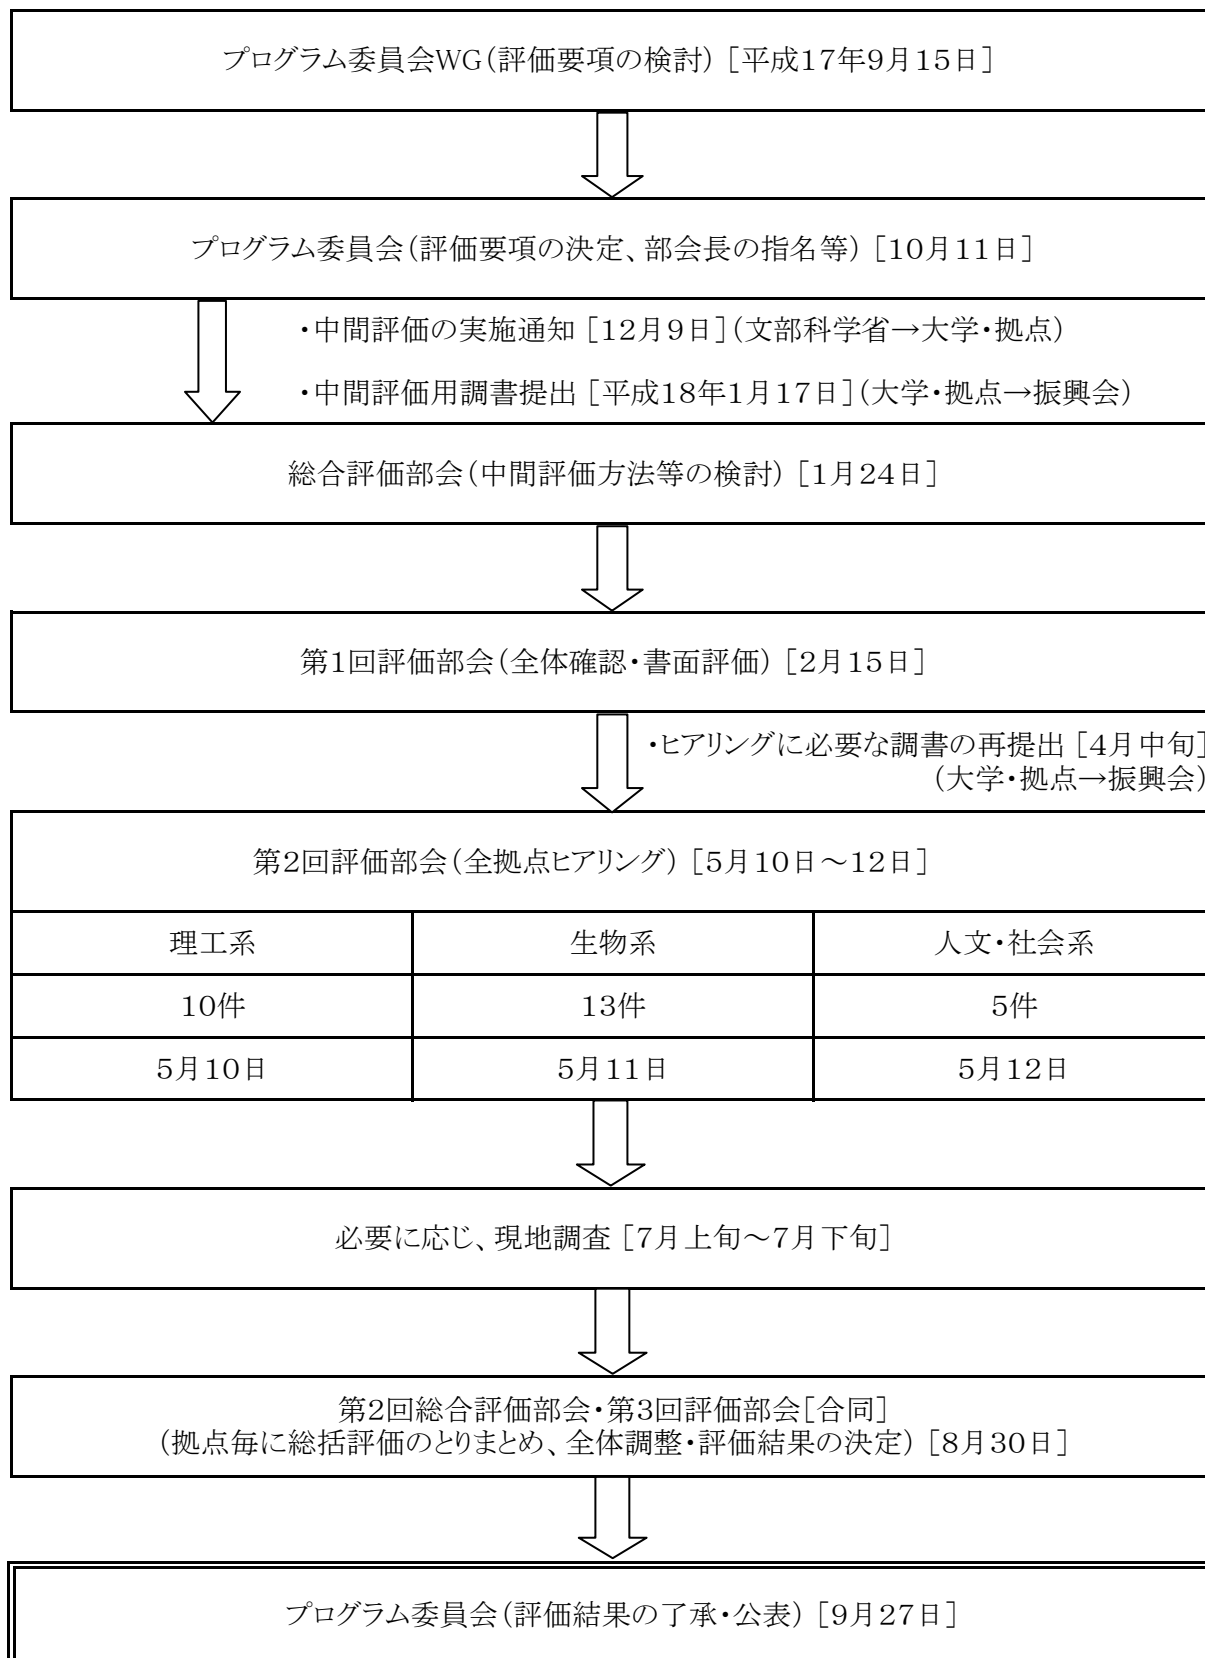 プログラム委員会WG(評価要項の検討)[平成17年9月15日]
プログラム委員会(評価要項の決定、部会長の指名等)[10月11日]
・中間評価の実施通知[12月9日](文部科学省→大学・拠点)
・中間評価用調書提出[平成18年1月17日](大学・拠点→振興会)
総合評価部会(中間評価方法等の検討)[1月24日]
第1回評価部会(全体確認・書面評価)[2月15日]
・ヒアリングに必要な調書の再提出[4月中旬]
(大学・拠点→振興会)
第2回評価部会(全拠点ヒアリング)[5月10日～12日]
理工系 生物系 人文・社会系
10件 13件 5件
5月10日 5月11日 5月12日
必要に応じ、現地調査[7月上旬～7月下旬]
第2回総合評価部会・第3回評価部会[合同]
(拠点毎に総括評価のとりまとめ、全体調整・評価結果の決定)[8月30日]
プログラム委員会(評価結果の了承・公表)[9月27日]